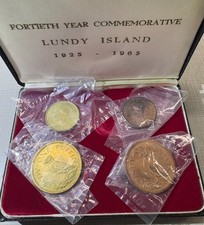 FORTIETH YEAR COMMEMORATIVE
LUNDY ISLAND
1925 - 1965